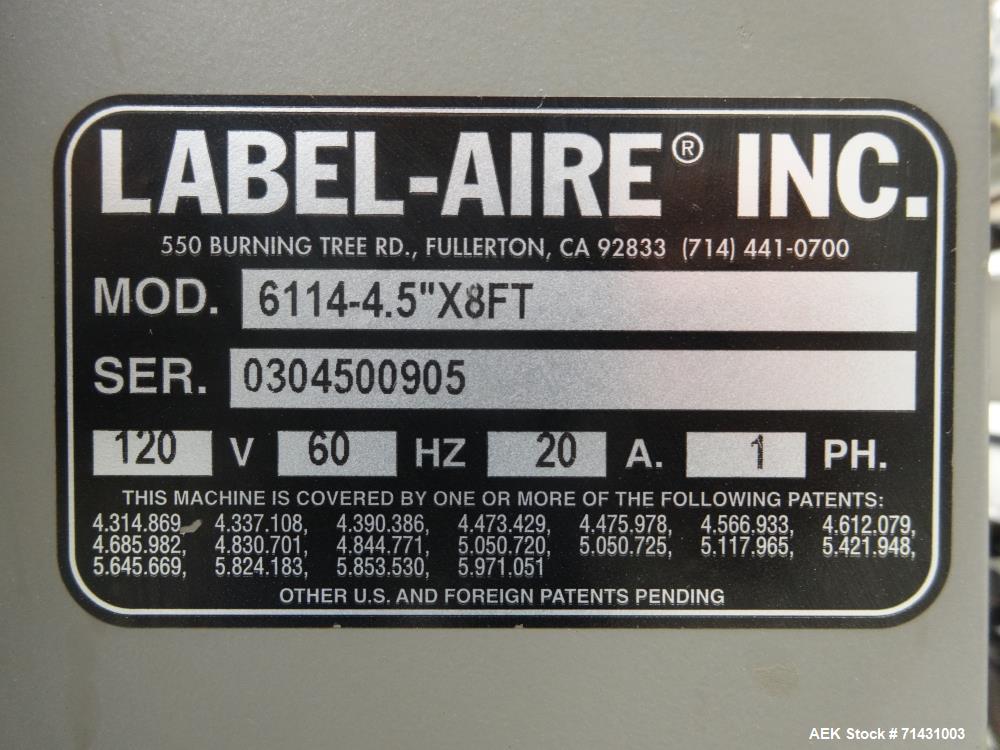 LABEL-AIRE® INC.
550 BURNING TREE RD., FULLERTON, CA 92833 (714) 441-0700
MOD. 6114-4.5"X8FT
SER. 0304500905
120 V 60 HZ 20 A. 1 PH.
THIS MACHINE IS COVERED BY ONE OR MORE OF THE FOLLOWING PATENTS:
4.314.869, 4.337.108, 4.390.386, 4.473.429, 4.475.978, 4.566.933, 4.612.079,
4.685.982, 4.830.701, 4.844.771, 5.050.720, 5.050.725, 5.117.965, 5.421.948,
5.645.669, 5.824.183, 5.853.530, 5.971.051
OTHER U.S. AND FOREIGN PATENTS PENDING
AEK Stock # 71431003